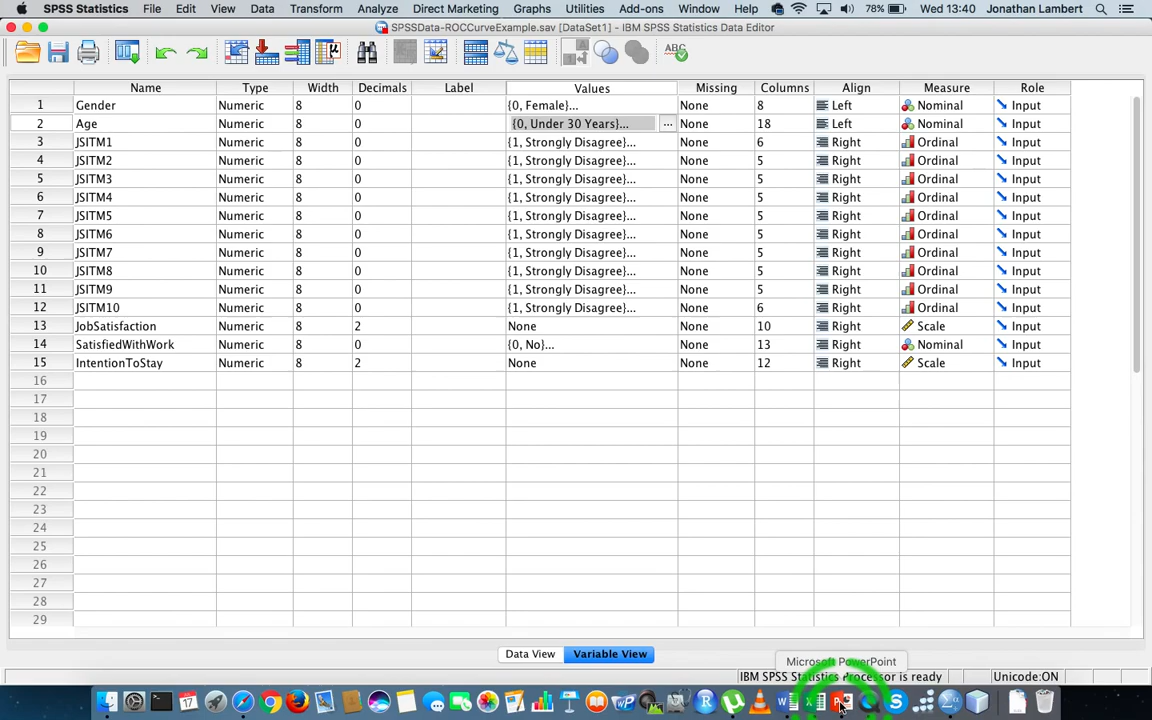 SPSS Statistics File Edit View Data Transform Analyze Direct Marketing Graphs Utilities Add-ons Window Help 78% Wed 13:40 Jonathan Lambert
SPSSData-ROCCurveExample.sav [DataSet1] - IBM SPSS Statistics Data Editor
Name Type Width Decimals Label Values Missing Columns Align Measure Role
1 Gender Numeric 8 0 {0, Female}... None 8 Left Nominal Input
2 Age Numeric 8 0 {0, Under 30 Years}... ... None 18 Left Nominal Input
3 JSITM1 Numeric 8 0 {1, Strongly Disagree}... None 6 Right Ordinal Input
4 JSITM2 Numeric 8 0 {1, Strongly Disagree}... None 5 Right Ordinal Input
5 JSITM3 Numeric 8 0 {1, Strongly Disagree}... None 5 Right Ordinal Input
6 JSITM4 Numeric 8 0 {1, Strongly Disagree}... None 5 Right Ordinal Input
7 JSITM5 Numeric 8 0 {1, Strongly Disagree}... None 5 Right Ordinal Input
8 JSITM6 Numeric 8 0 {1, Strongly Disagree}... None 5 Right Ordinal Input
9 JSITM7 Numeric 8 0 {1, Strongly Disagree}... None 5 Right Ordinal Input
10 JSITM8 Numeric 8 0 {1, Strongly Disagree}... None 5 Right Ordinal Input
11 JSITM9 Numeric 8 0 {1, Strongly Disagree}... None 5 Right Ordinal Input
12 JSITM10 Numeric 8 0 {1, Strongly Disagree}... None 6 Right Ordinal Input
13 JobSatisfaction Numeric 8 2 None None 10 Right Scale Input
14 SatisfiedWithWork Numeric 8 0 {0, No}... None 13 Right Nominal Input
15 IntentionToStay Numeric 8 2 None None 12 Right Scale Input
16
17
18
19
20
21
22
23
24
25
26
27
28
29
Data View Variable View
Microsoft PowerPoint
IBM SPSS Statistics Processor is ready Unicode:ON